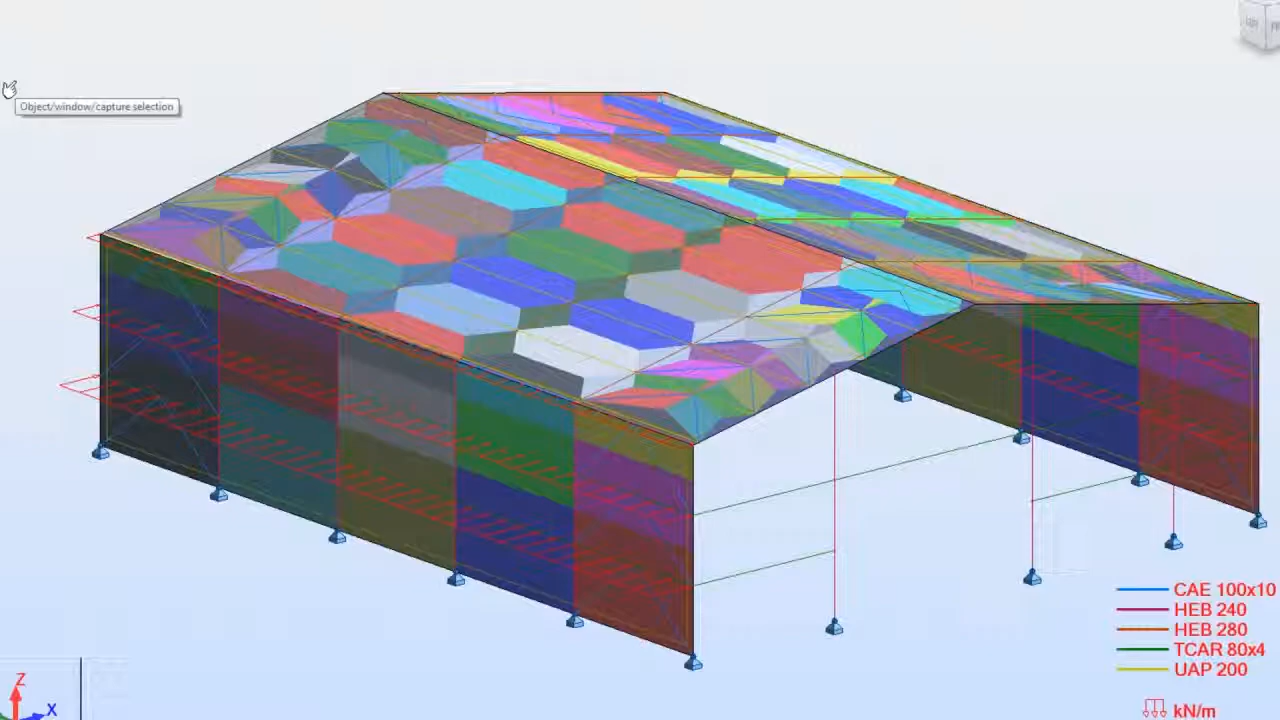 Object/window/capture selection
CAE 100x10
HEB 240
HEB 280
TCAR 80x4
UAP 200
kN/m
Z
X